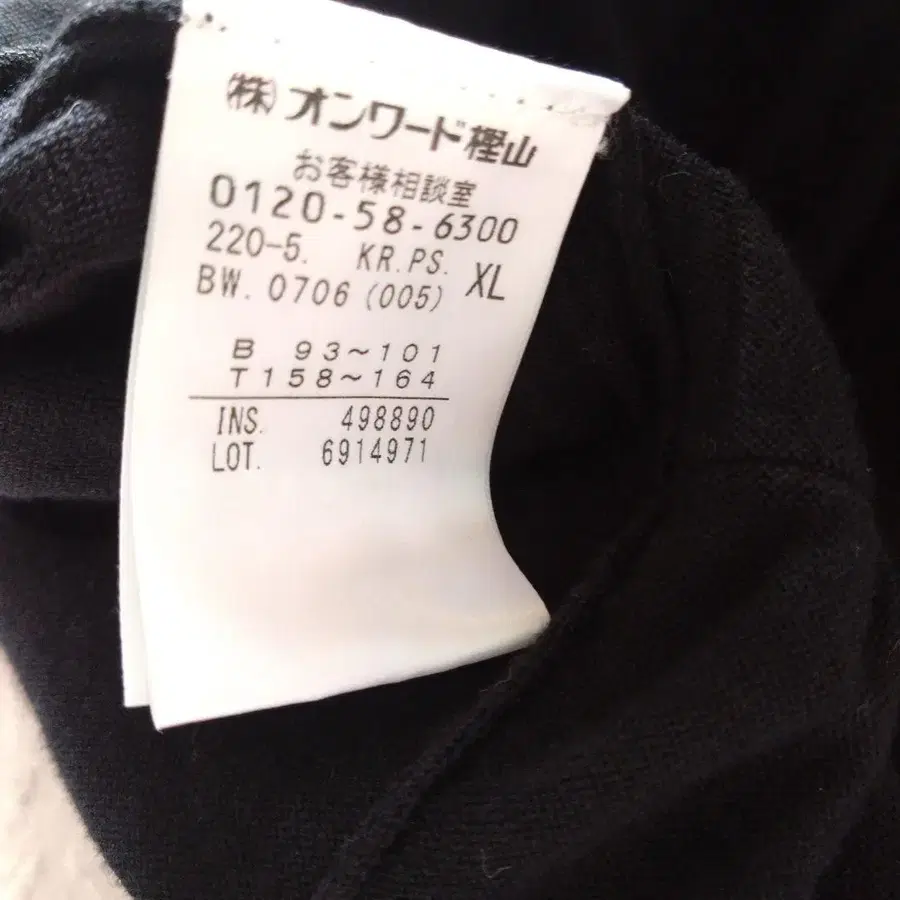 ㈱オンワード樫山
お客様相談室
0120-58-6300
220-5. KR.PS. XL
BW. 0706 (005)
B 93~101
T 158~164
INS. 498890
LOT. 6914971